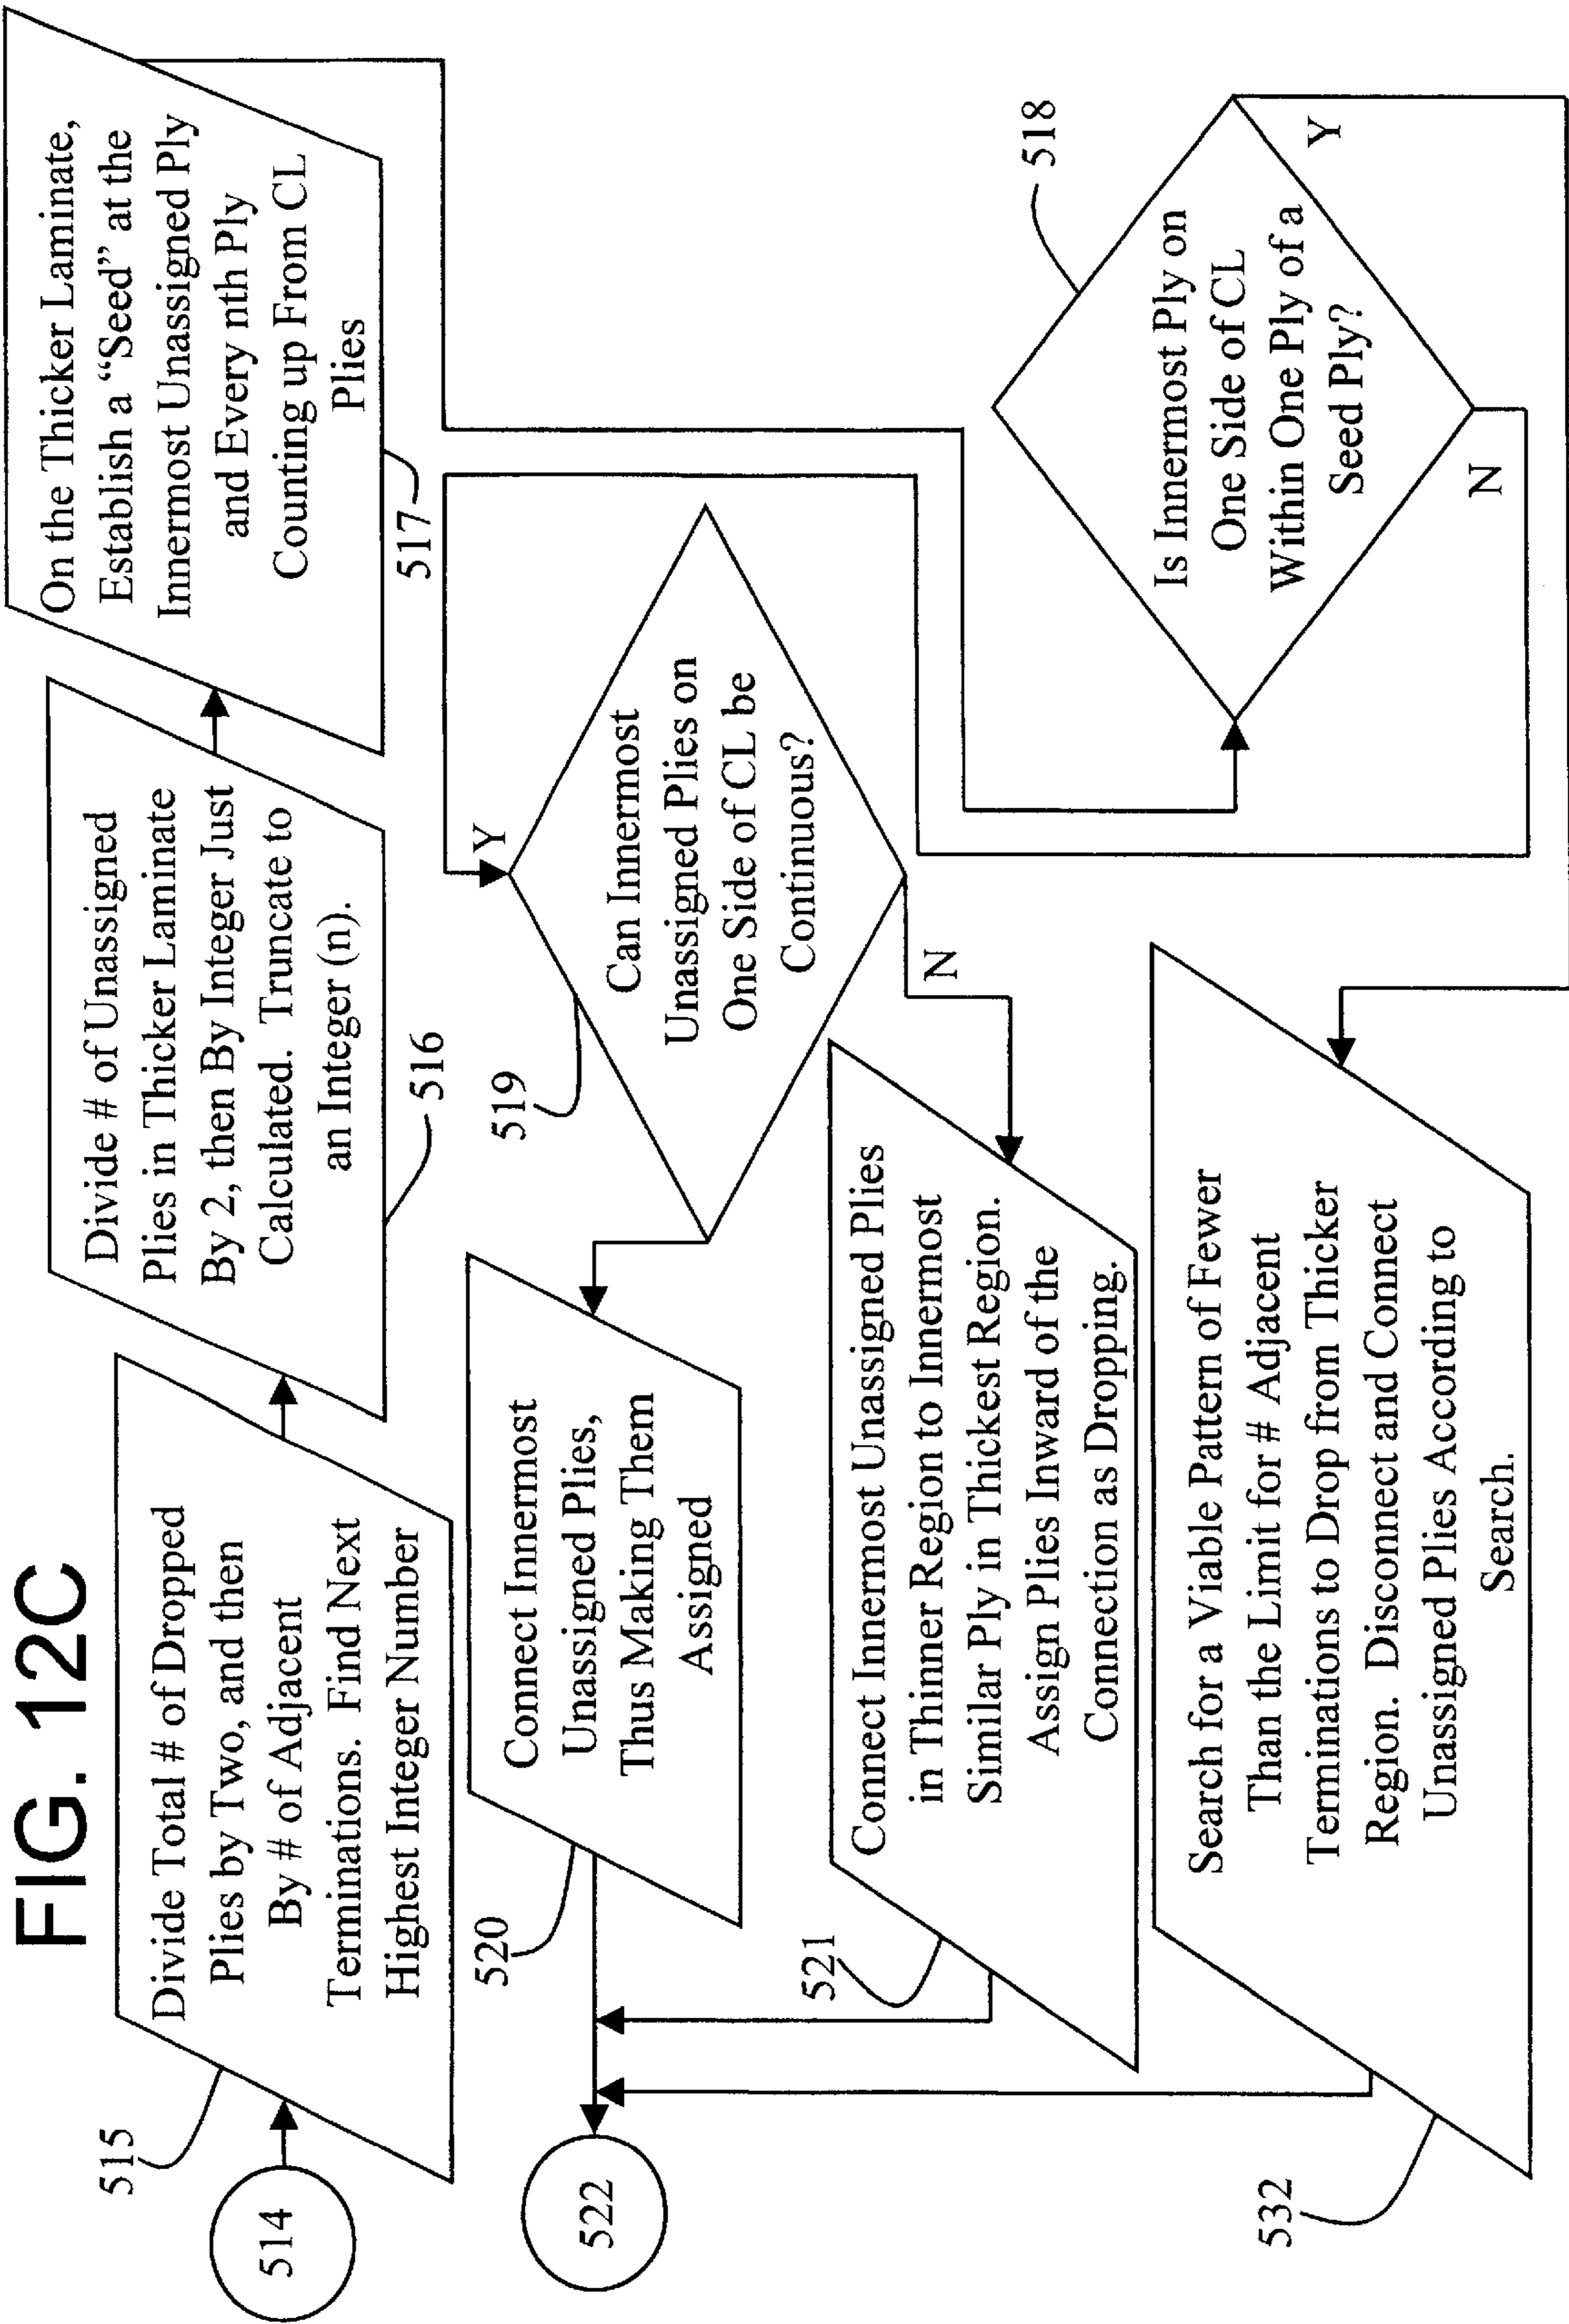 FIG. 12C
514
515
Divide Total # of Dropped
Plies by Two, and then
By # of Adjacent
Terminations. Find Next
Highest Integer Number
Divide # of Unassigned
Plies in Thicker Laminate
By 2, then By Integer Just
Calculated. Truncate to
an Integer (n).
516
On the Thicker Laminate,
Establish a “Seed” at the
Innermost Unassigned Ply
and Every nth Ply
Counting up From CL
Plies
517
518
Is Innermost Ply on
One Side of CL
Within One Ply of a
Seed Ply?
Y
N
519
Y
Can Innermost
Unassigned Plies on
One Side of CL be
Continuous?
N
520
Connect Innermost
Unassigned Plies,
Thus Making Them
Assigned
522
521
Connect Innermost Unassigned Plies
in Thinner Region to Innermost
Similar Ply in Thickest Region.
Assign Plies Inward of the
Connection as Dropping.
532
Search for a Viable Pattern of Fewer
Than the Limit for # Adjacent
Terminations to Drop from Thicker
Region. Disconnect and Connect
Unassigned Plies According to
Search.